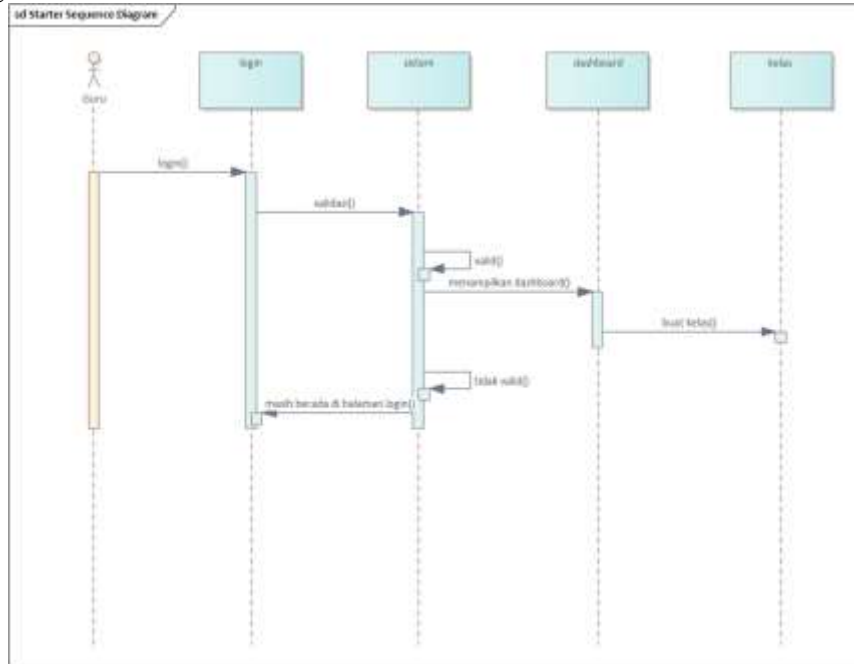 sd Starter Sequence Diagram
Guru
login
sistem
dashboard
kelas
login()
validasi()
valid()
menampilkan dashboard()
buat kelas()
tidak valid()
masih berada di halaman login()